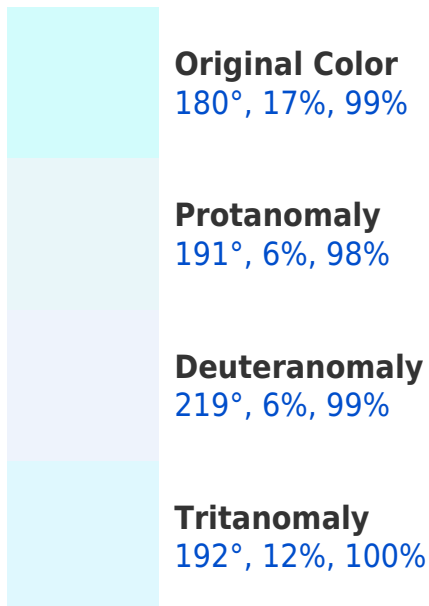 Original Color
180°, 17%, 99%
Protanomaly
191°, 6%, 98%
Deuteranomaly
219°, 6%, 99%
Tritanomaly
192°, 12%, 100%